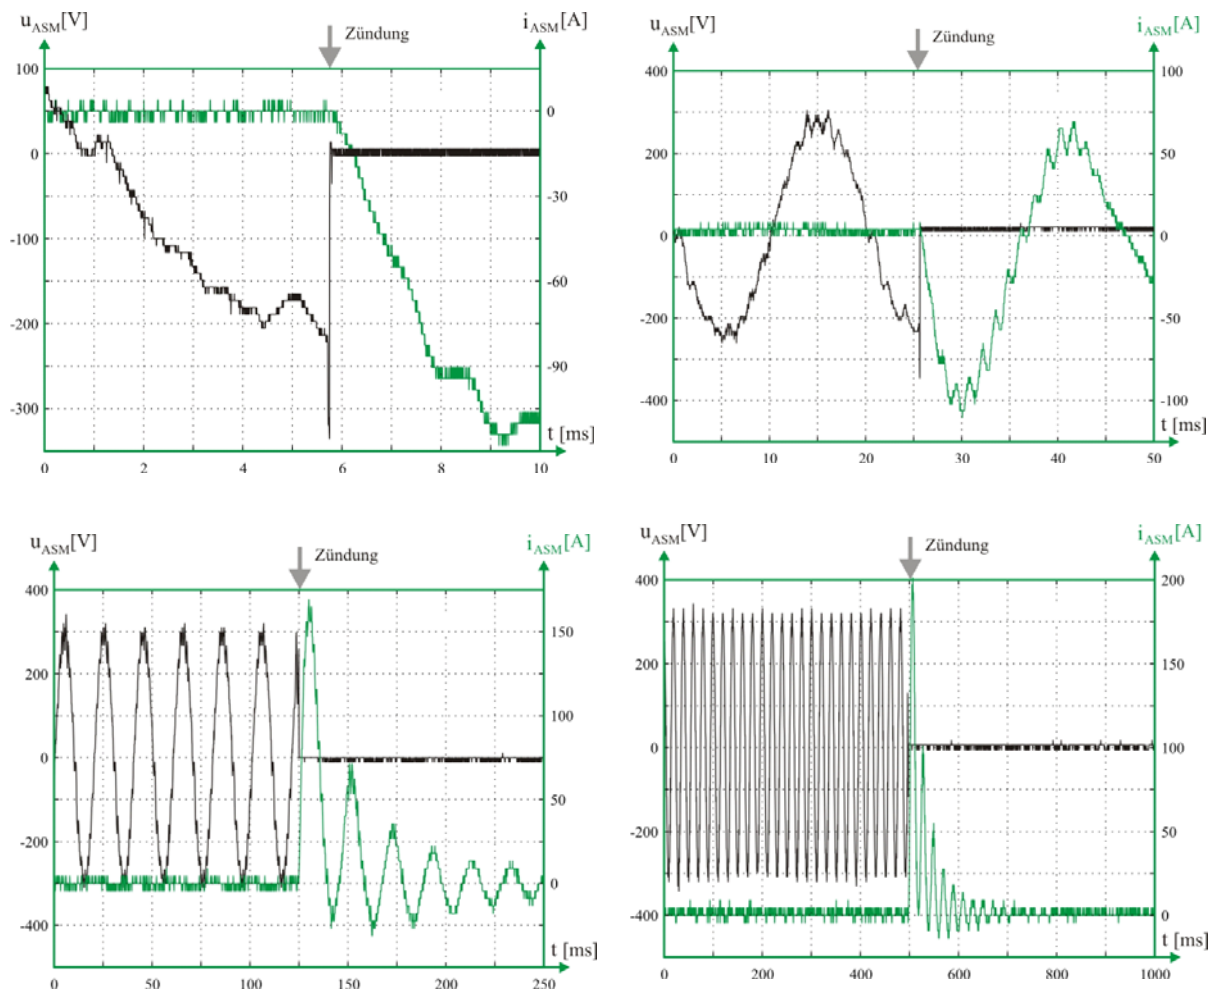 u_ASM[V] Zündung i_ASM[A]
100
0
0
-30
-100
-60
-200
-90
-300
t [ms]
0 2 4 6 8 10
u_ASM[V] Zündung i_ASM[A]
400 100
200 50
0 0
-200 -50
-400 -100
t [ms]
0 10 20 30 40 50
u_ASM[V] Zündung i_ASM[A]
400
150
200
100
0
50
-200
0
-400
t [ms]
0 50 100 150 200 250
u_ASM[V] Zündung i_ASM[A]
400 200
200 150
0 100
-200 50
-400 0
t [ms]
0 200 400 600 800 1000